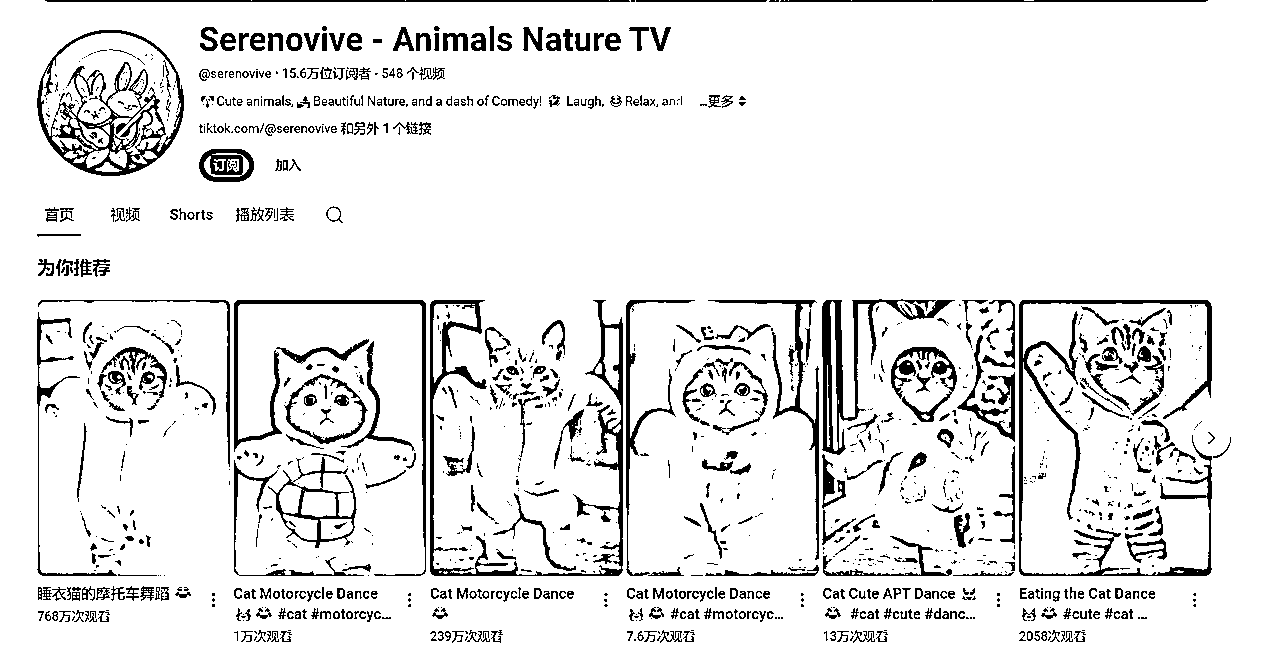 Serenovive - Animals Nature TV
@serenovive · 15.6万位订阅者 · 548 个视频
Cute animals, Beautiful Nature, and a dash of Comedy! Laugh, Relax, and ...更多
tiktok.com/@serenovive 和另外 1 个链接
订阅 加入
首页 视频 Shorts 播放列表
为你推荐
睡衣猫的摩托车舞蹈
768万次观看
Cat Motorcycle Dance
#cat #motorcyc...
1万次观看
Cat Motorcycle Dance
239万次观看
Cat Motorcycle Dance
#cat #motorcyc...
7.6万次观看
Cat Cute APT Dance
#cat #cute #danc...
13万次观看
Eating the Cat Dance
#cute #cat ...
2058次观看